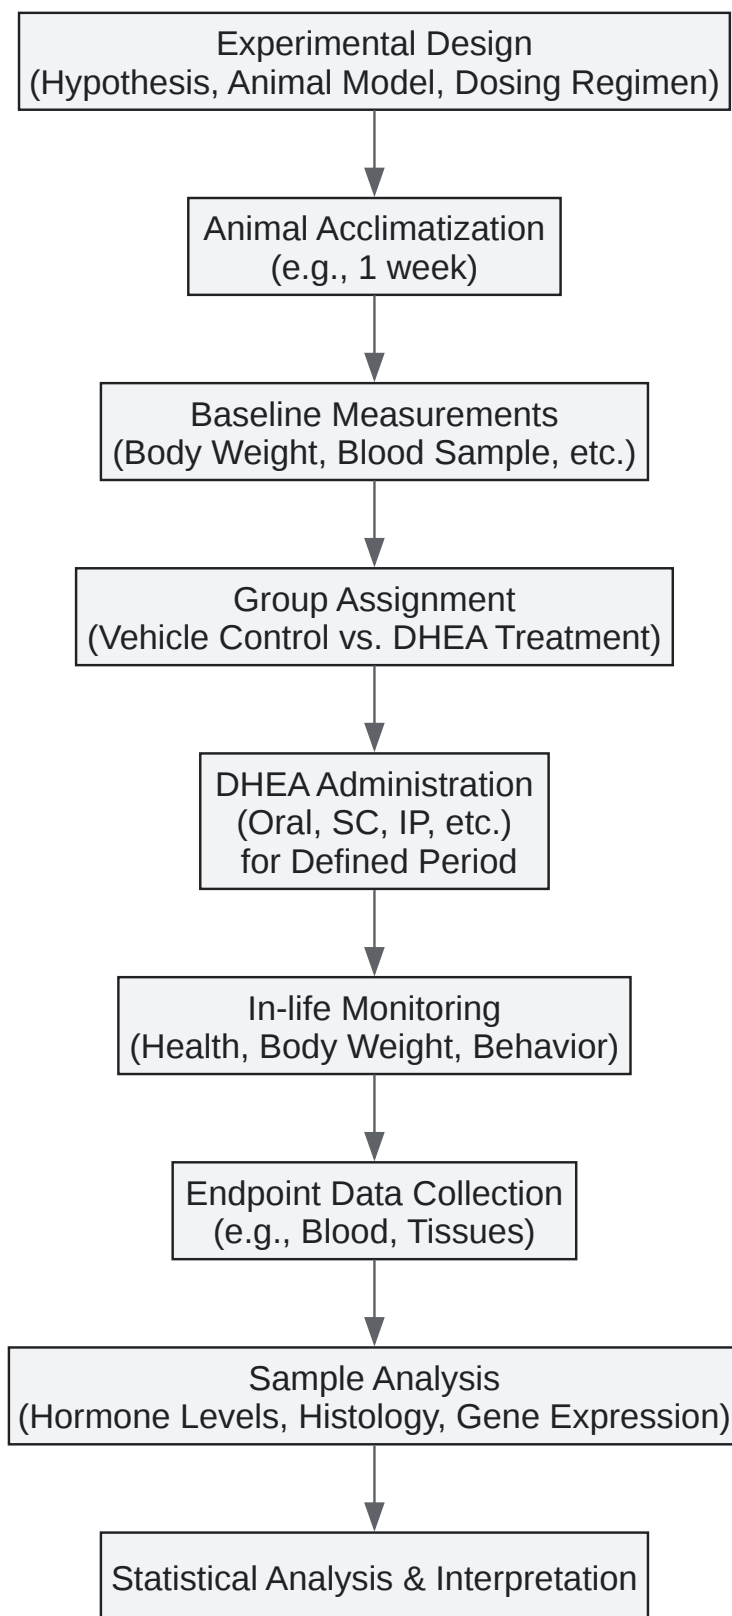 Experimental Design
(Hypothesis, Animal Model, Dosing Regimen)
Animal Acclimatization
(e.g., 1 week)
Baseline Measurements
(Body Weight, Blood Sample, etc.)
Group Assignment
(Vehicle Control vs. DHEA Treatment)
DHEA Administration
(Oral, SC, IP, etc.)
for Defined Period
In-life Monitoring
(Health, Body Weight, Behavior)
Endpoint Data Collection
(e.g., Blood, Tissues)
Sample Analysis
(Hormone Levels, Histology, Gene Expression)
Statistical Analysis & Interpretation